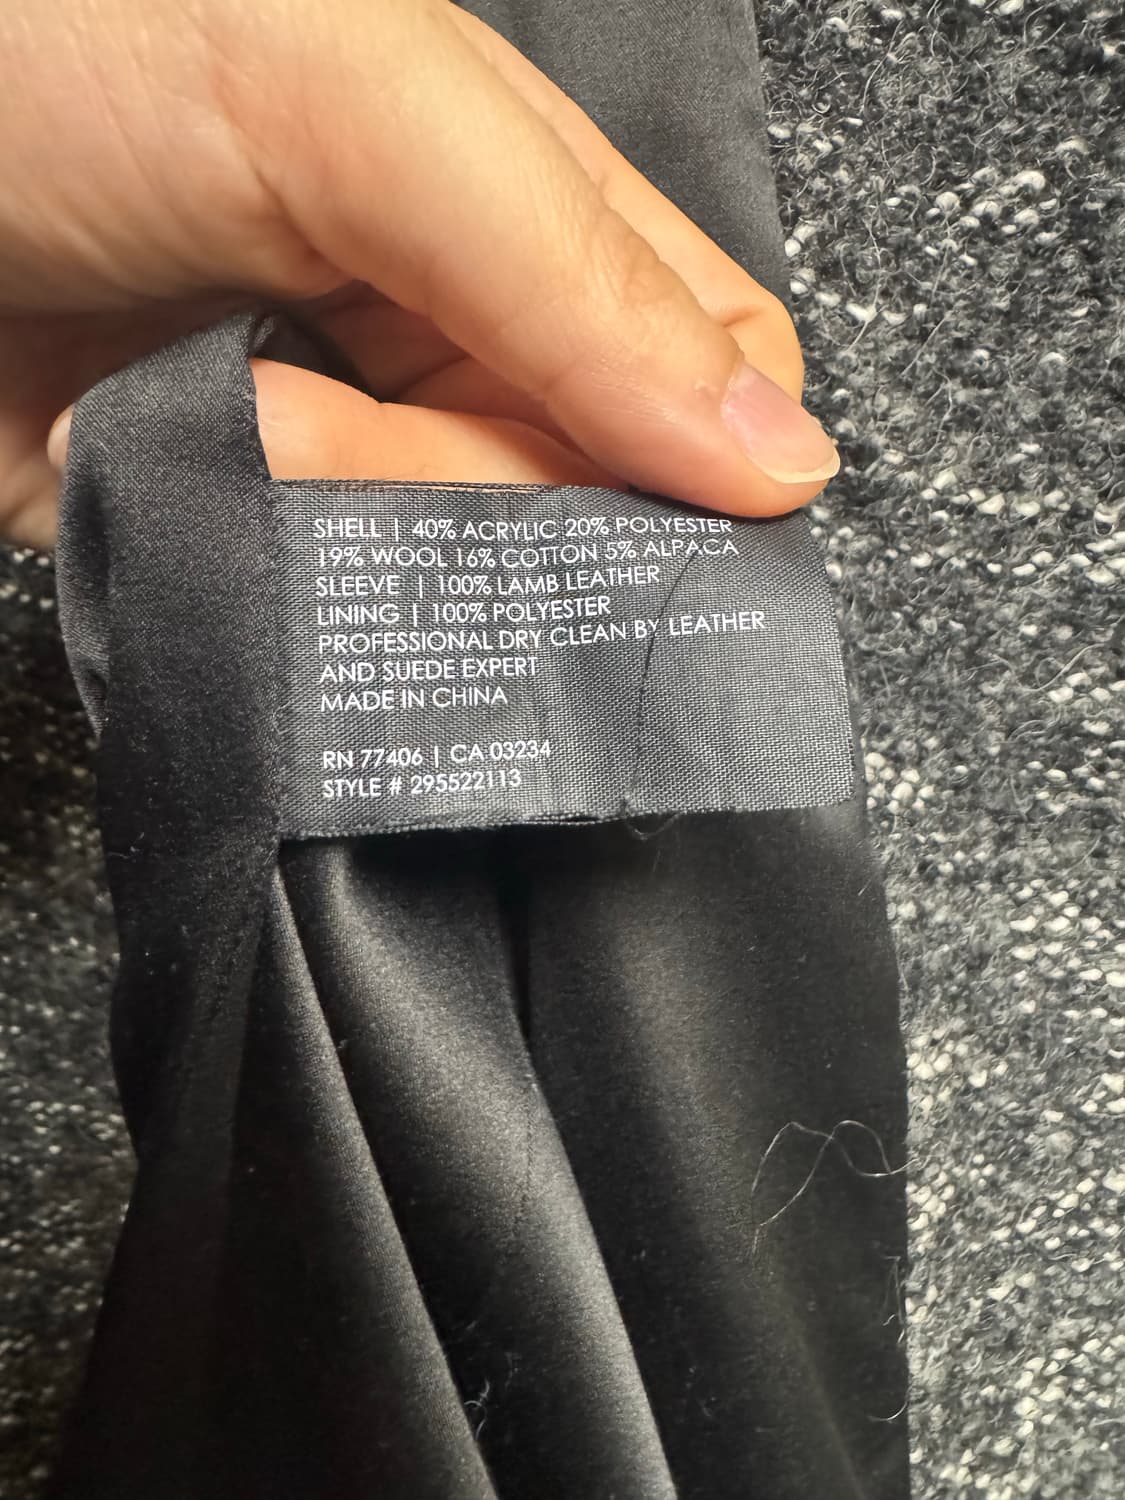 SHELL | 40% ACRYLIC 20% POLYESTER
19% WOOL 16% COTTON 5% ALPACA
SLEEVE | 100% LAMB LEATHER
LINING | 100% POLYESTER
PROFESSIONAL DRY CLEAN BY LEATHER
AND SUEDE EXPERT
MADE IN CHINA
RN 77406 | CA 03234
STYLE # 295522113